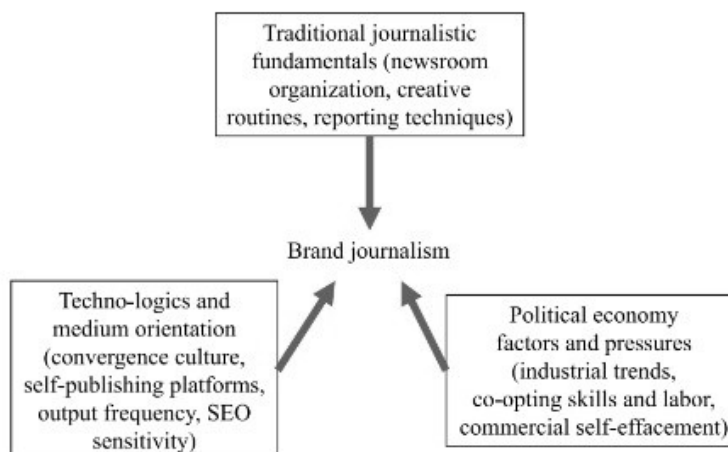 Traditional journalistic
fundamentals (newsroom
organization, creative
routines, reporting techniques)
Brand journalism
Techno-logics and
medium orientation
(convergence culture,
self-publishing platforms,
output frequency, SEO
sensitivity)
Political economy
factors and pressures
(industrial trends,
co-opting skills and labor,
commercial self-effacement)